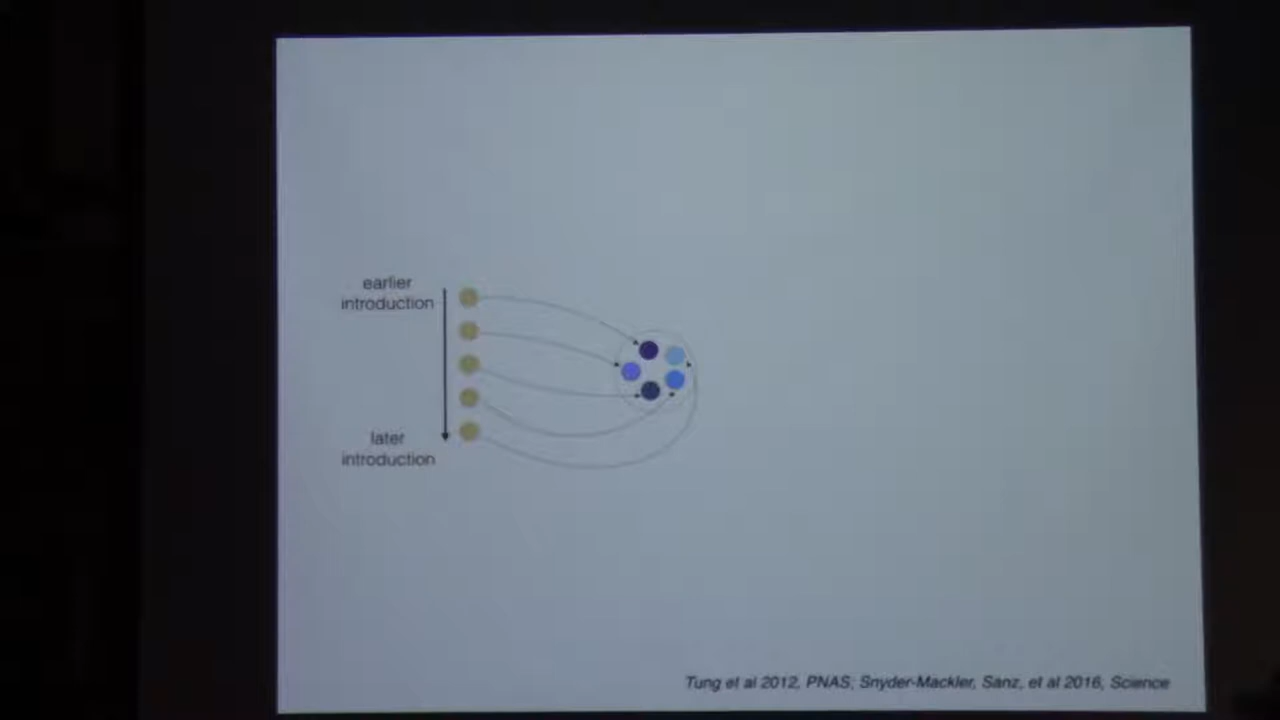 earlier
introduction
later
introduction
Tung et al 2012, PNAS; Snyder-Mackler, Sanz, et al 2016, Science